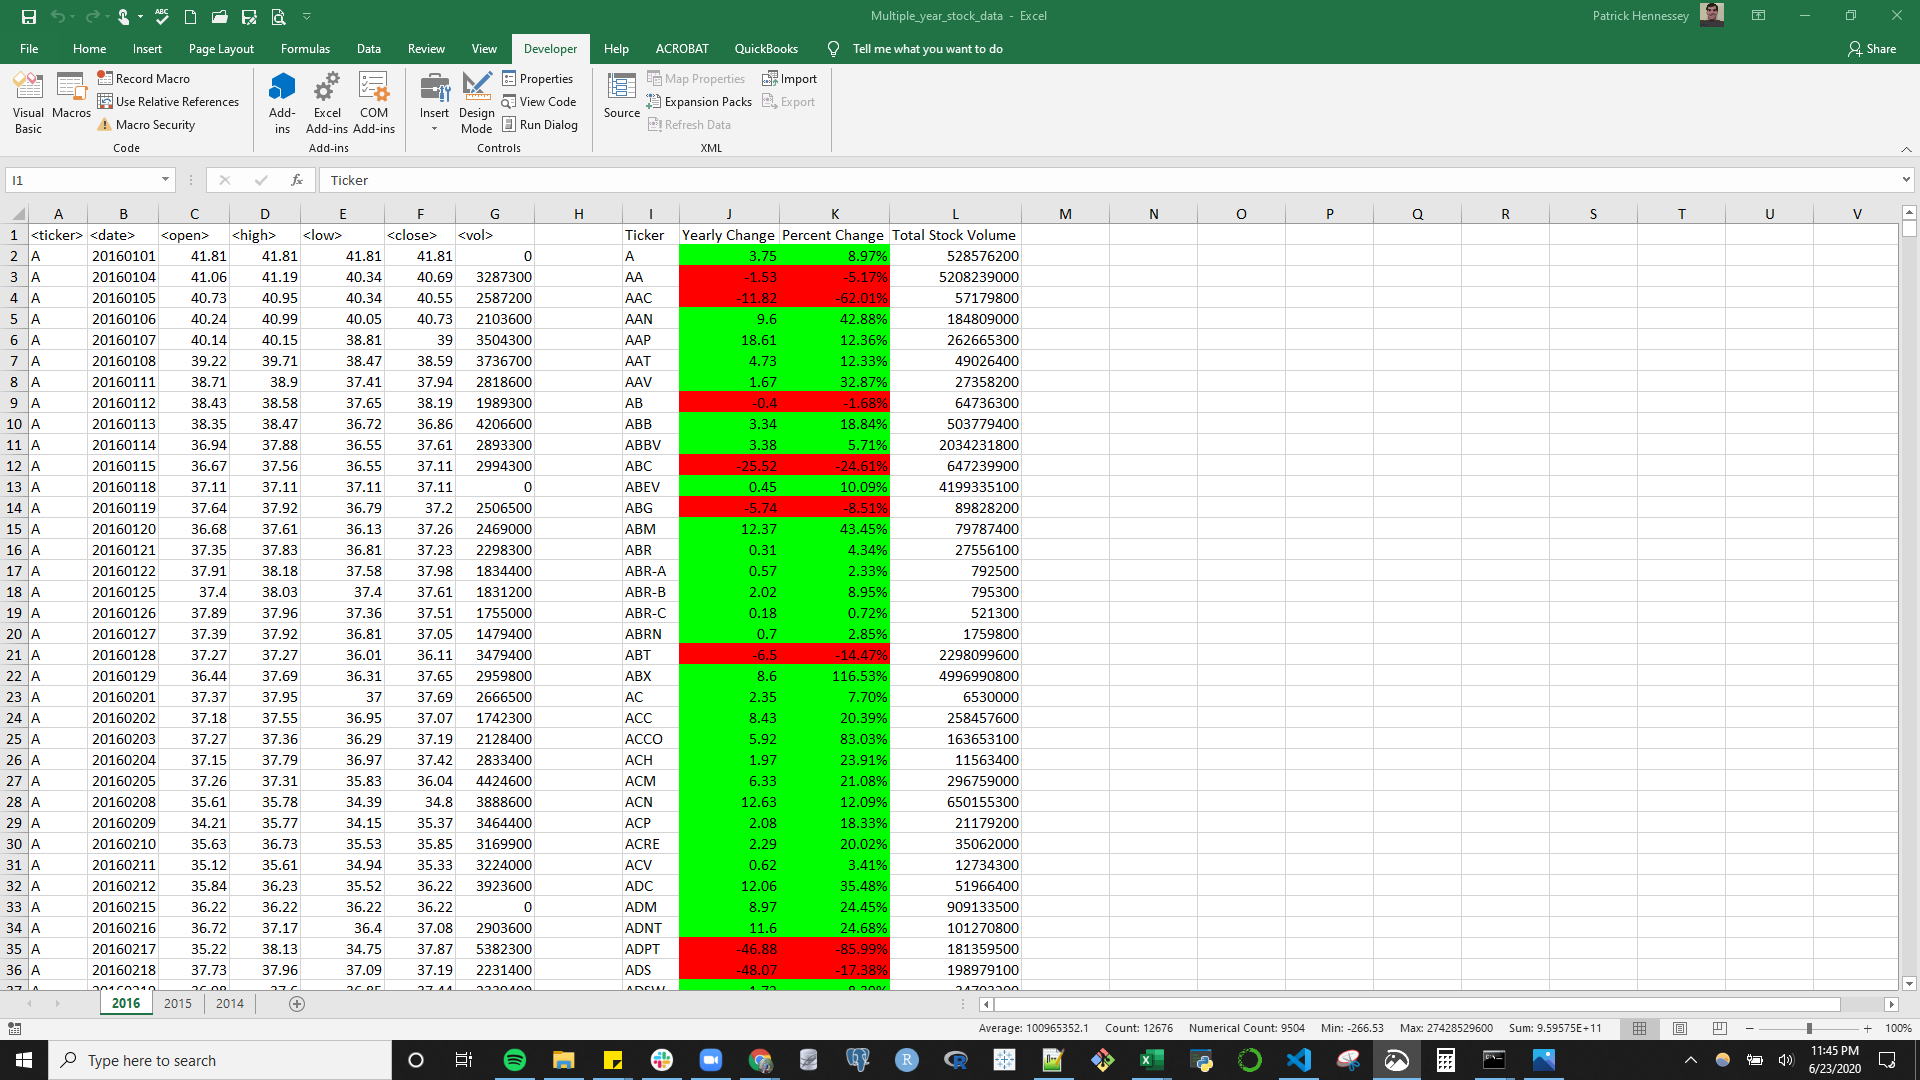 Multiple_year_stock_data - Excel
Patrick Hennessey
File Home Insert Page Layout Formulas Data Review View Developer Help ACROBAT QuickBooks Tell me what you want to do Share
Visual Basic
Macros
Record Macro
Use Relative References
Macro Security
Code
Add-ins
Excel Add-ins
COM Add-ins
Add-ins
Insert
Design Mode
Properties
View Code
Run Dialog
Controls
Source
Map Properties
Expansion Packs
Refresh Data
Import
Export
XML
I1 fx Ticker
A B C D E F G H I J K L M N O P Q R S T U V
1 <ticker> <date> <open> <high> <low> <close> <vol> Ticker Yearly Change Percent Change Total Stock Volume
2 A 20160101 41.81 41.81 41.81 41.81 0 A 3.75 8.97% 528576200
3 A 20160104 41.06 41.19 40.34 40.69 3287300 AA -1.53 -5.17% 5208239000
4 A 20160105 40.73 40.95 40.34 40.55 2587200 AAC -11.82 -62.01% 57179800
5 A 20160106 40.24 40.99 40.05 40.73 2103600 AAN 9.6 42.88% 184809000
6 A 20160107 40.14 40.15 38.81 39 3504300 AAP 18.61 12.36% 262665300
7 A 20160108 39.22 39.71 38.47 38.59 3736700 AAT 4.73 12.33% 49026400
8 A 20160111 38.71 38.9 37.41 37.94 2818600 AAV 1.67 32.87% 27358200
9 A 20160112 38.43 38.58 37.65 38.19 1989300 AB -0.4 -1.68% 64736300
10 A 20160113 38.35 38.47 36.72 36.86 4206600 ABB 3.34 18.84% 503779400
11 A 20160114 36.94 37.88 36.55 37.61 2893300 ABBV 3.38 5.71% 2034231800
12 A 20160115 36.67 37.56 36.55 37.11 2994300 ABC -25.52 -24.61% 647239900
13 A 20160118 37.11 37.11 37.11 37.11 0 ABEV 0.45 10.09% 4199335100
14 A 20160119 37.64 37.92 36.79 37.2 2506500 ABG -5.74 -8.51% 89828200
15 A 20160120 36.68 37.61 36.13 37.26 2469000 ABM 12.37 43.45% 79787400
16 A 20160121 37.35 37.83 36.81 37.23 2298300 ABR 0.31 4.34% 27556100
17 A 20160122 37.91 38.18 37.58 37.98 1834400 ABR-A 0.57 2.33% 792500
18 A 20160125 37.4 38.03 37.4 37.61 1831200 ABR-B 2.02 8.95% 795300
19 A 20160126 37.89 37.96 37.36 37.51 1755000 ABR-C 0.18 0.72% 521300
20 A 20160127 37.39 37.92 36.81 37.05 1479400 ABRN 0.7 2.85% 1759800
21 A 20160128 37.27 37.27 36.01 36.11 3479400 ABT -6.5 -14.47% 2298099600
22 A 20160129 36.44 37.69 36.31 37.65 2959800 ABX 8.6 116.53% 4996990800
23 A 20160201 37.37 37.95 37 37.69 2666500 AC 2.35 7.70% 6530000
24 A 20160202 37.18 37.55 36.95 37.07 1742300 ACC 8.43 20.39% 258457600
25 A 20160203 37.27 37.36 36.29 37.19 2128400 ACCO 5.92 83.03% 163653100
26 A 20160204 37.15 37.79 36.97 37.42 2833400 ACH 1.97 23.91% 11563400
27 A 20160205 37.26 37.31 35.83 36.04 4424600 ACM 6.33 21.08% 296759000
28 A 20160208 35.61 35.78 34.39 34.8 3888600 ACN 12.63 12.09% 650155300
29 A 20160209 34.21 35.77 34.15 35.37 3464400 ACP 2.08 18.33% 21179200
30 A 20160210 35.63 36.73 35.53 35.85 3169900 ACRE 2.29 20.02% 35062000
31 A 20160211 35.12 35.61 34.94 35.33 3224000 ACV 0.62 3.41% 12734300
32 A 20160212 35.84 36.23 35.52 36.22 3923600 ADC 12.06 35.48% 51966400
33 A 20160215 36.22 36.22 36.22 36.22 0 ADM 8.97 24.45% 909133500
34 A 20160216 36.72 37.17 36.4 37.08 2903600 ADNT 11.6 24.68% 101270800
35 A 20160217 35.22 38.13 34.75 37.87 5382300 ADPT -46.88 -85.99% 181359500
36 A 20160218 37.73 37.96 37.09 37.19 2231400 ADS -48.07 -17.38% 198979100
2016 2015 2014
Average: 100965352.1 Count: 12676 Numerical Count: 9504 Min: -266.53 Max: 27428529600 Sum: 9.59575E+11 100%
Type here to search
11:45 PM
6/23/2020